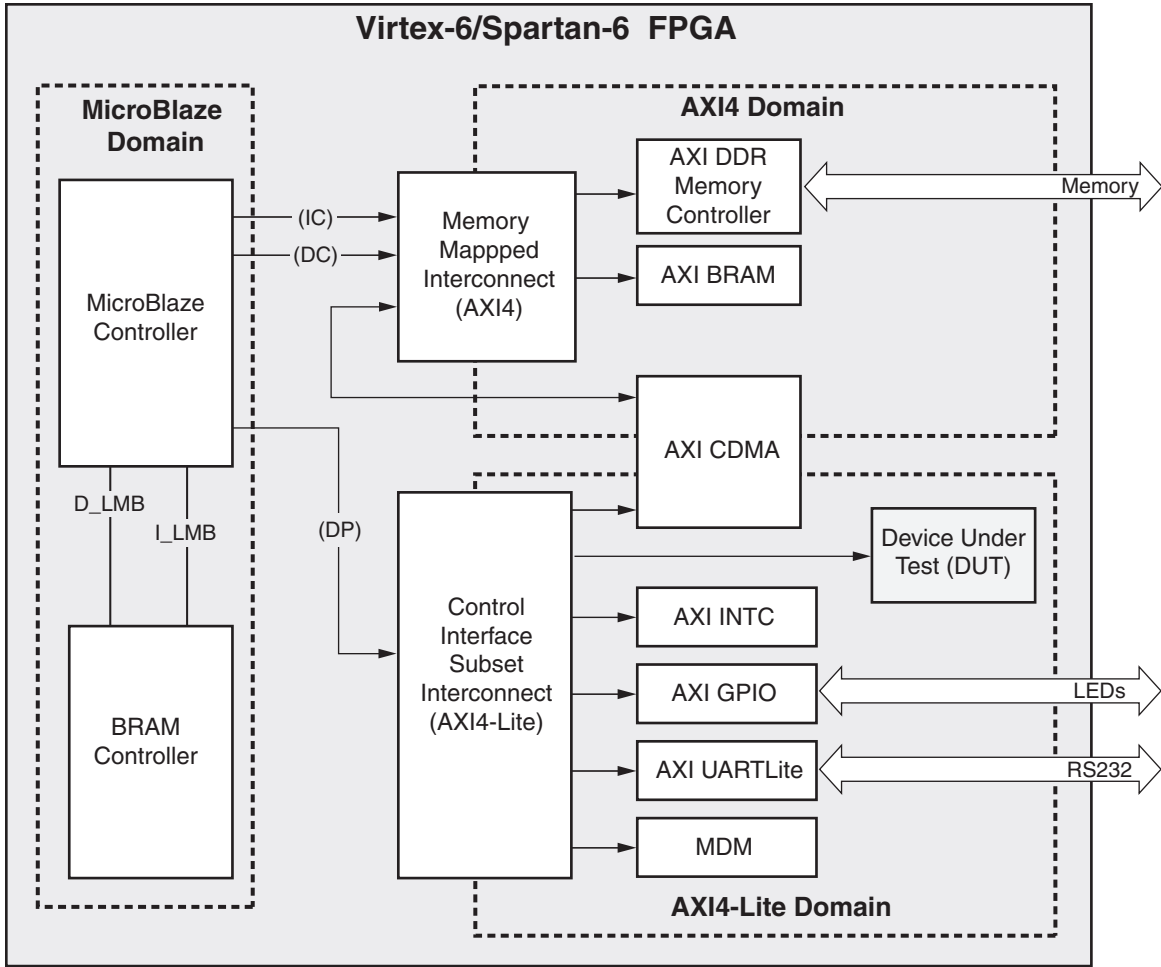 Virtex-6/Spartan-6 FPGA
MicroBlaze
Domain
AXI4 Domain
MicroBlaze
Controller
(IC)
(DC)
Memory
Mappped
Interconnect
(AXI4)
AXI DDR
Memory
Controller
Memory
AXI BRAM
AXI CDMA
D_LMB
I_LMB
(DP)
BRAM
Controller
Control
Interface
Subset
Interconnect
(AXI4-Lite)
Device Under
Test (DUT)
AXI INTC
AXI GPIO
LEDs
AXI UARTLite
RS232
MDM
AXI4-Lite Domain